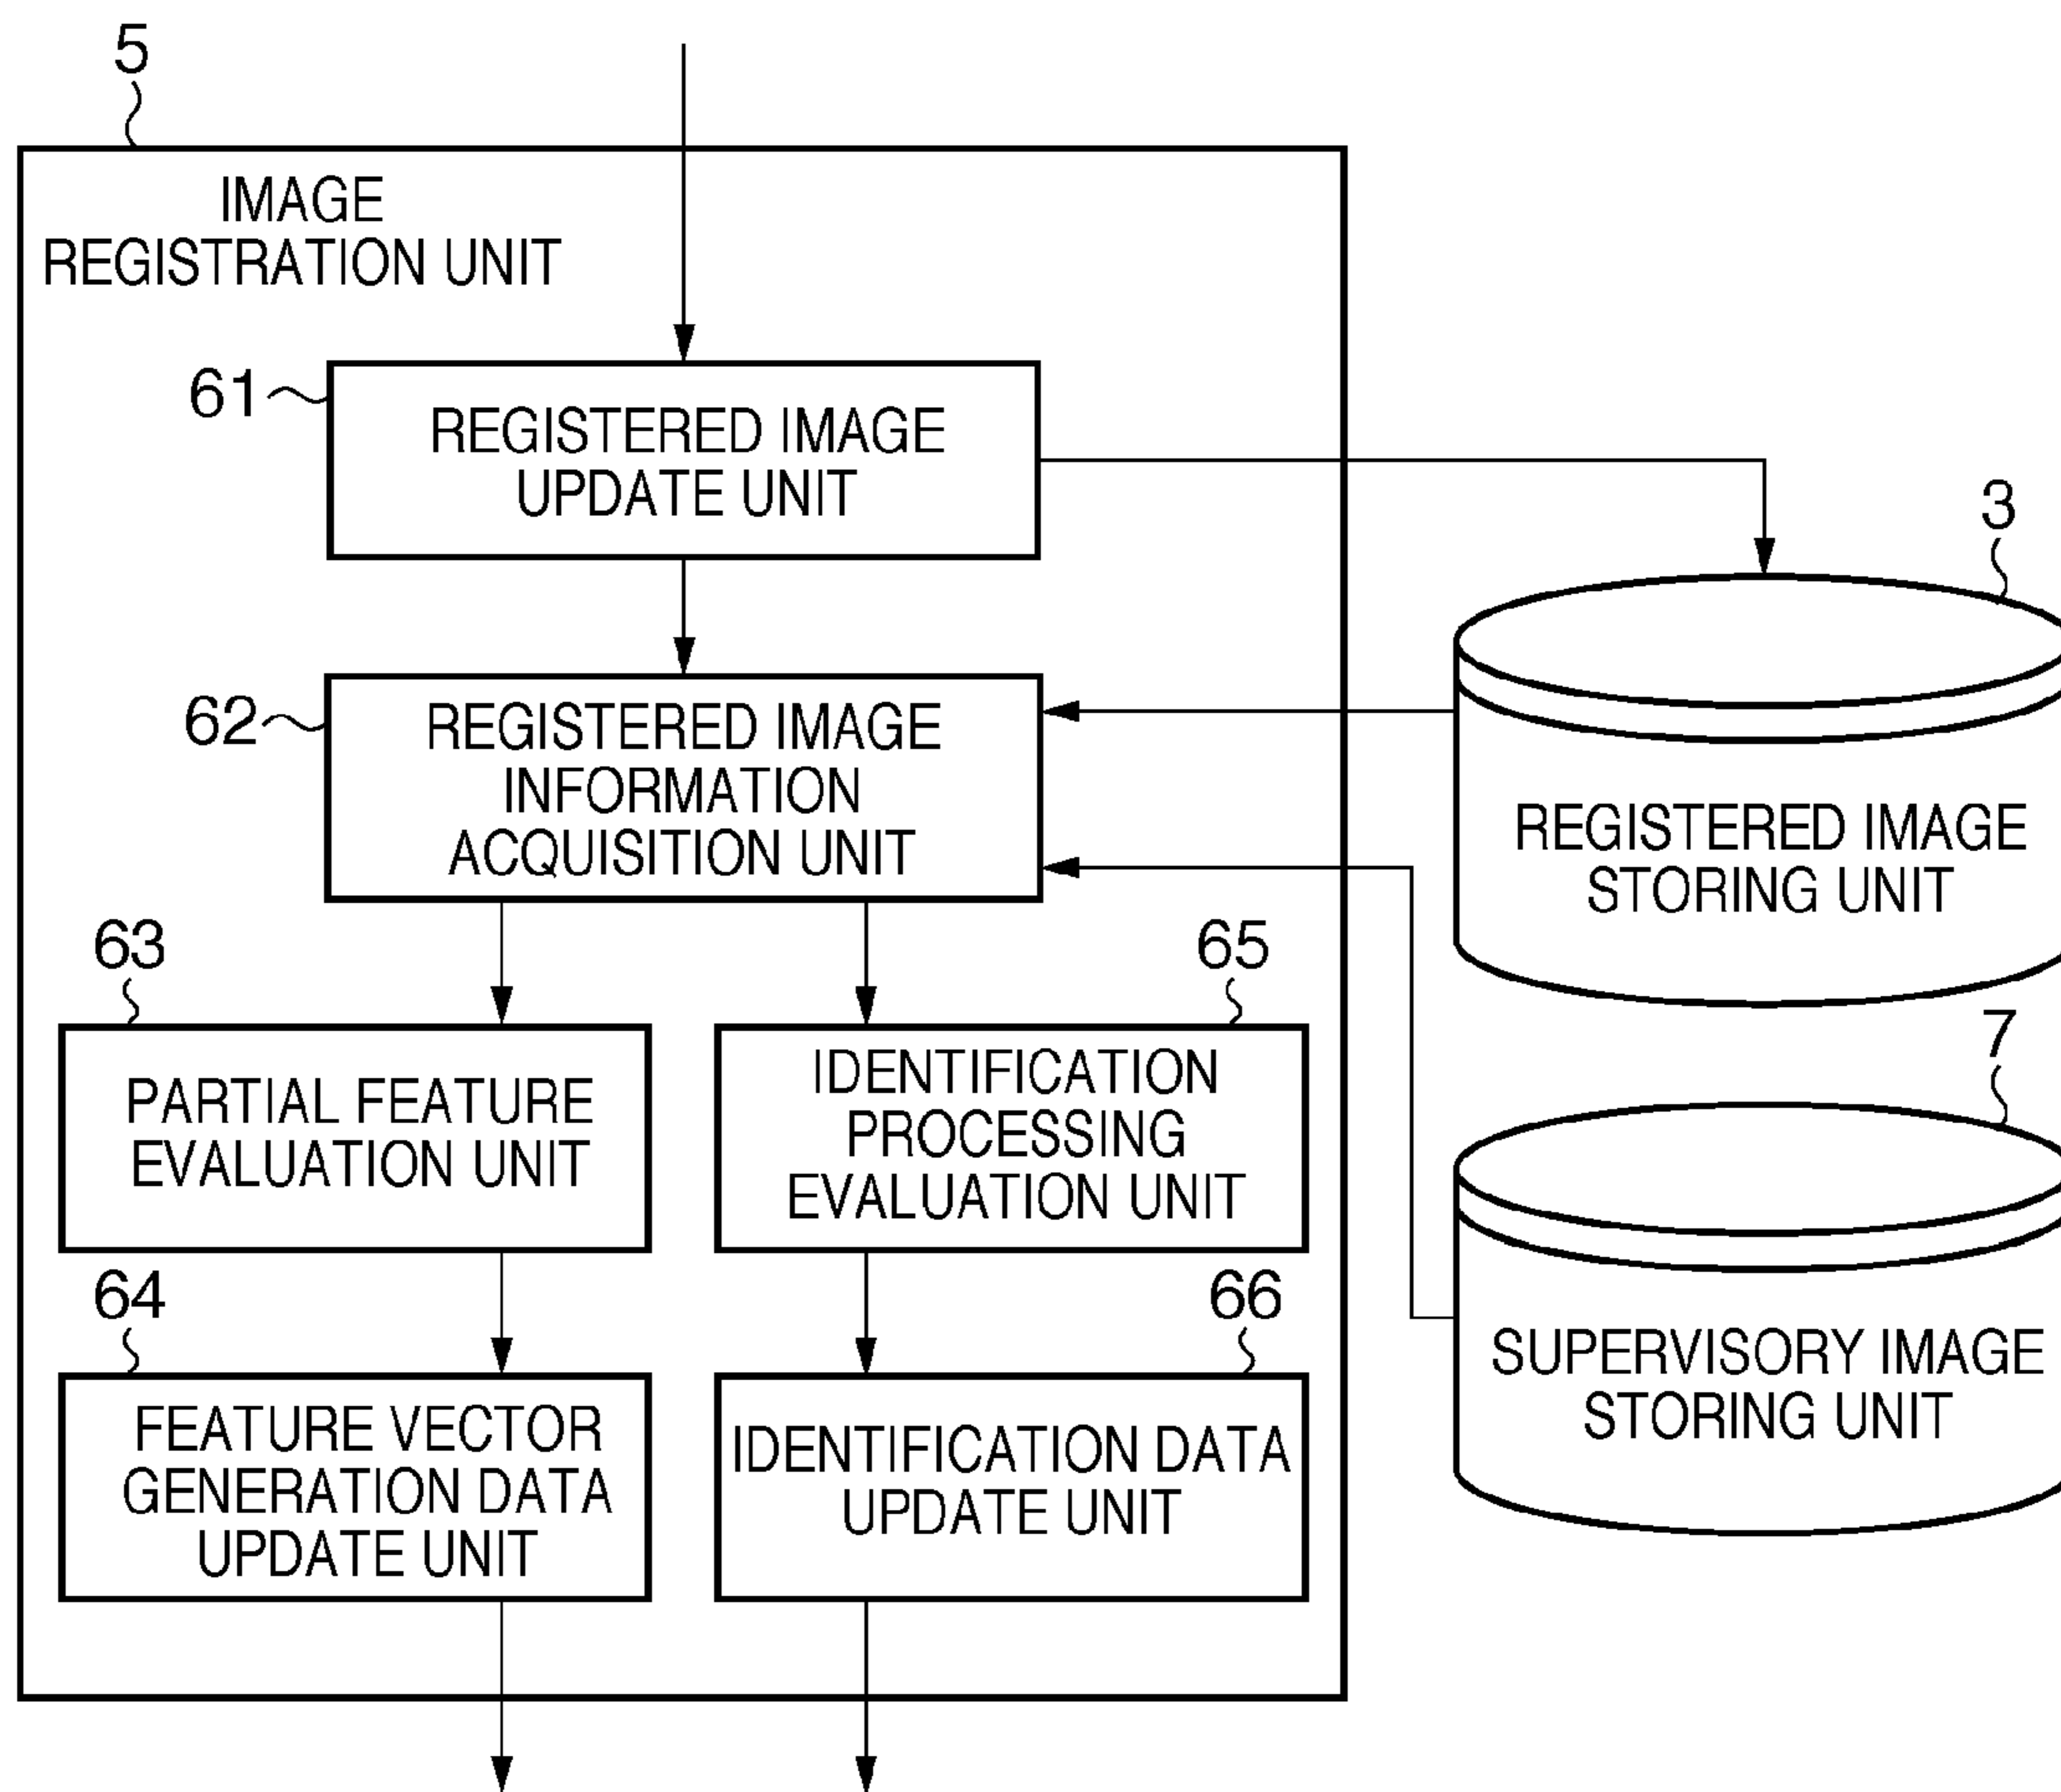 5
IMAGE
REGISTRATION UNIT
61
REGISTERED IMAGE
UPDATE UNIT
3
62
REGISTERED IMAGE
INFORMATION
ACQUISITION UNIT
REGISTERED IMAGE
STORING UNIT
63
PARTIAL FEATURE
EVALUATION UNIT
65
IDENTIFICATION
PROCESSING
EVALUATION UNIT
7
SUPERVISORY IMAGE
STORING UNIT
64
FEATURE VECTOR
GENERATION DATA
UPDATE UNIT
66
IDENTIFICATION DATA
UPDATE UNIT